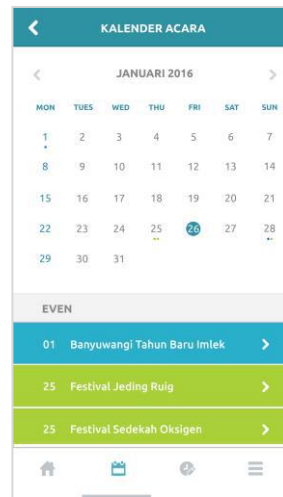 KALENDER ACARA
JANUARI 2016
MON TUES WED THU FRI SAT SUN
1 2 3 4 5 6 7
8 9 10 11 12 13 14
15 16 17 18 19 20 21
22 23 24 25 26 27 28
29 30 31
EVEN
01 Banyuwangi Tahun Baru Imlek
25 Festival Jeding Ruig
25 Festival Sedekah Oksigen